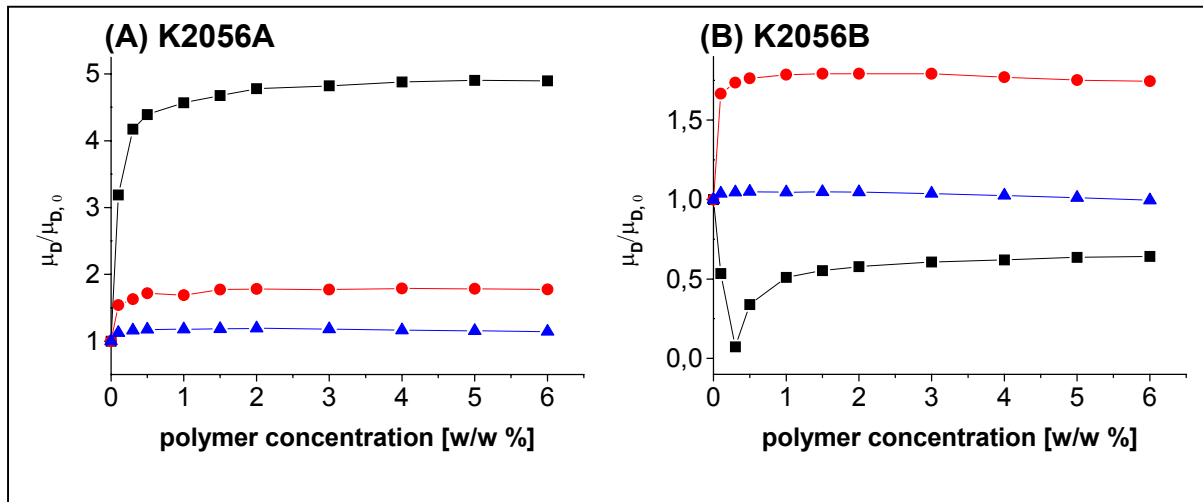 (A) K2056A
5
4
3
2
1
μD/μD, 0
0 1 2 3 4 5 6
polymer concentration [w/w %]
(B) K2056B
1,5
1,0
0,5
0,0
μD/μD, 0
0 1 2 3 4 5 6
polymer concentration [w/w %]